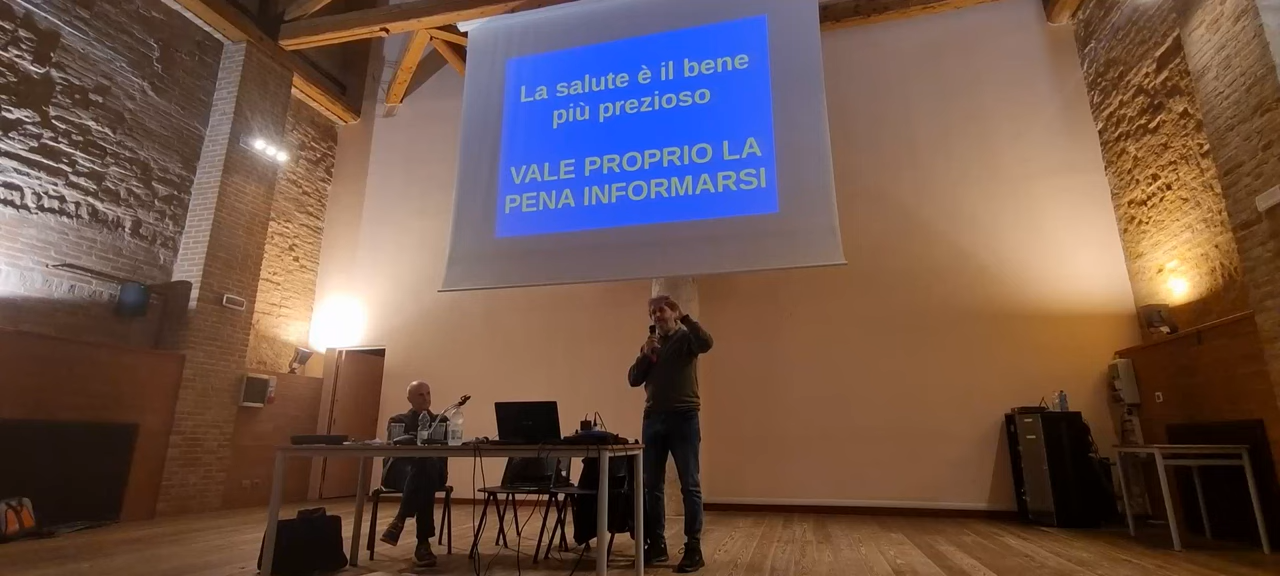 La salute è il bene
più prezioso
VALE PROPRIO LA
PENA INFORMARSI